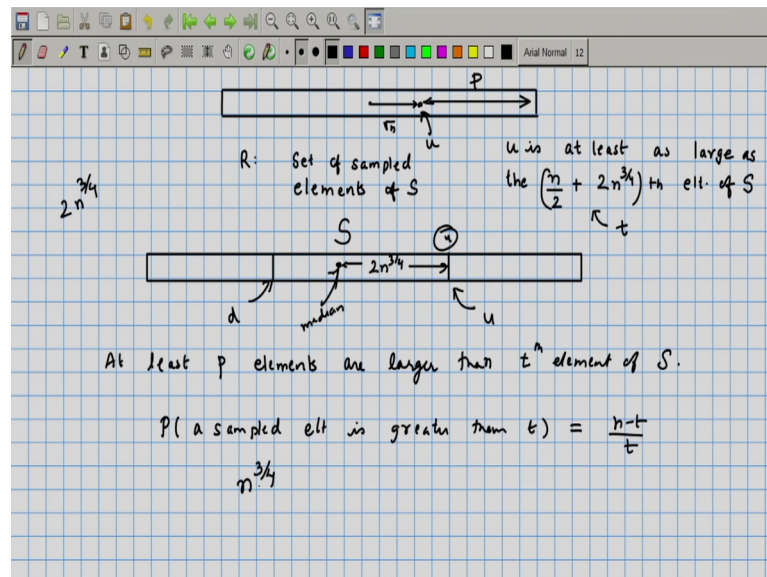 Arial Normal 12
P
√n
u
R: Set of sampled
elements of S
u is at least as large as
the (n/2 + 2n^3/4) th elt. of S
t
2n^3/4
S
u
2n^3/4
d
median
u
At least p elements are larger than t^th element of S.
P( a sampled elt is greater than t) = n-t/t
n^3/4